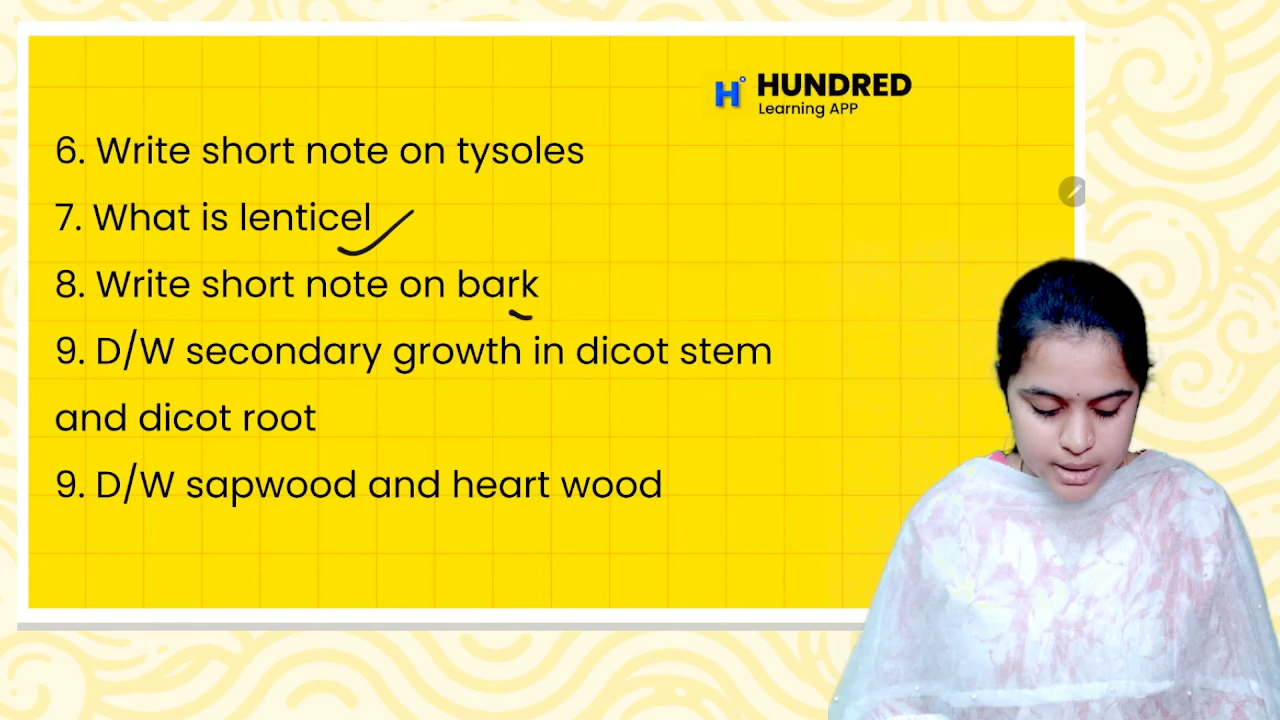 H HUNDRED
Learning APP
6. Write short note on tysoles
7. What is lenticel
8. Write short note on bark
9. D/W secondary growth in dicot stem
and dicot root
9. D/W sapwood and heart wood